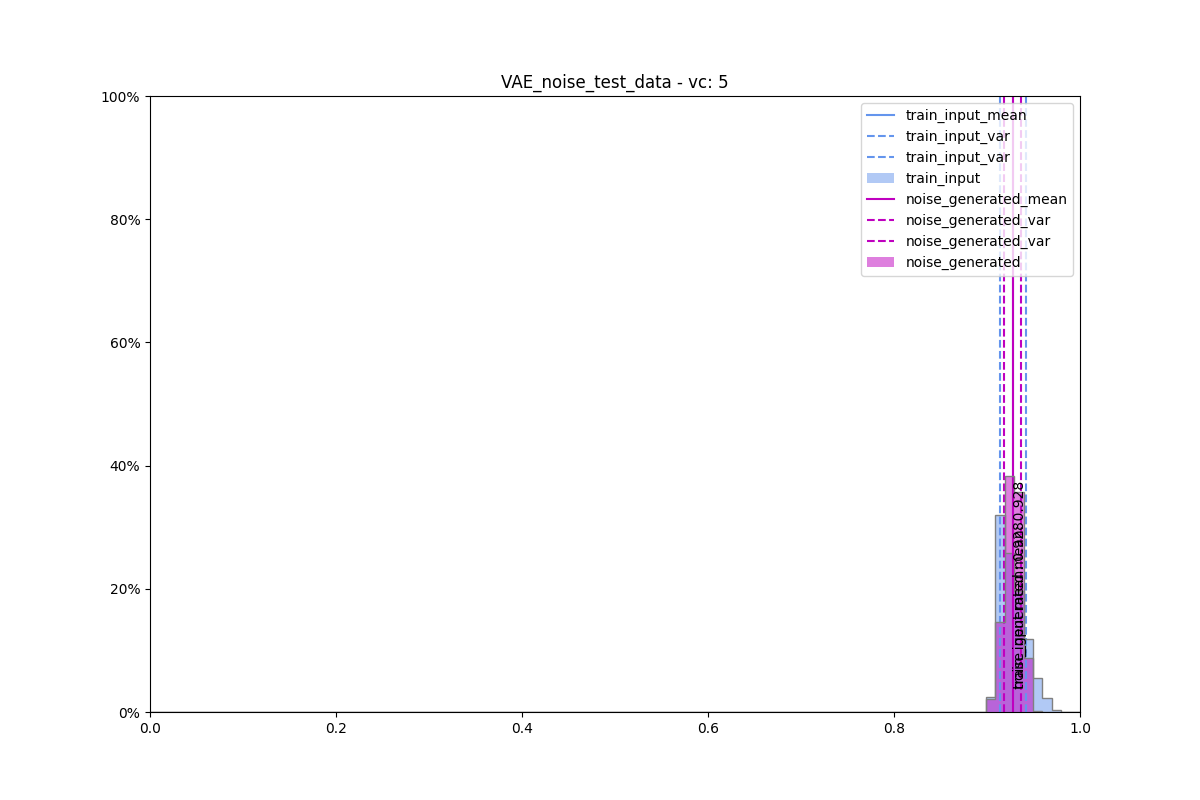 VAE_noise_test_data - vc: 5
100%
80%
60%
40%
20%
0%
0.0
0.2
0.4
0.6
0.8
1.0
train_input_mean
train_input_var
train_input_var
train_input
noise_generated_mean
noise_generated_var
noise_generated_var
noise_generated